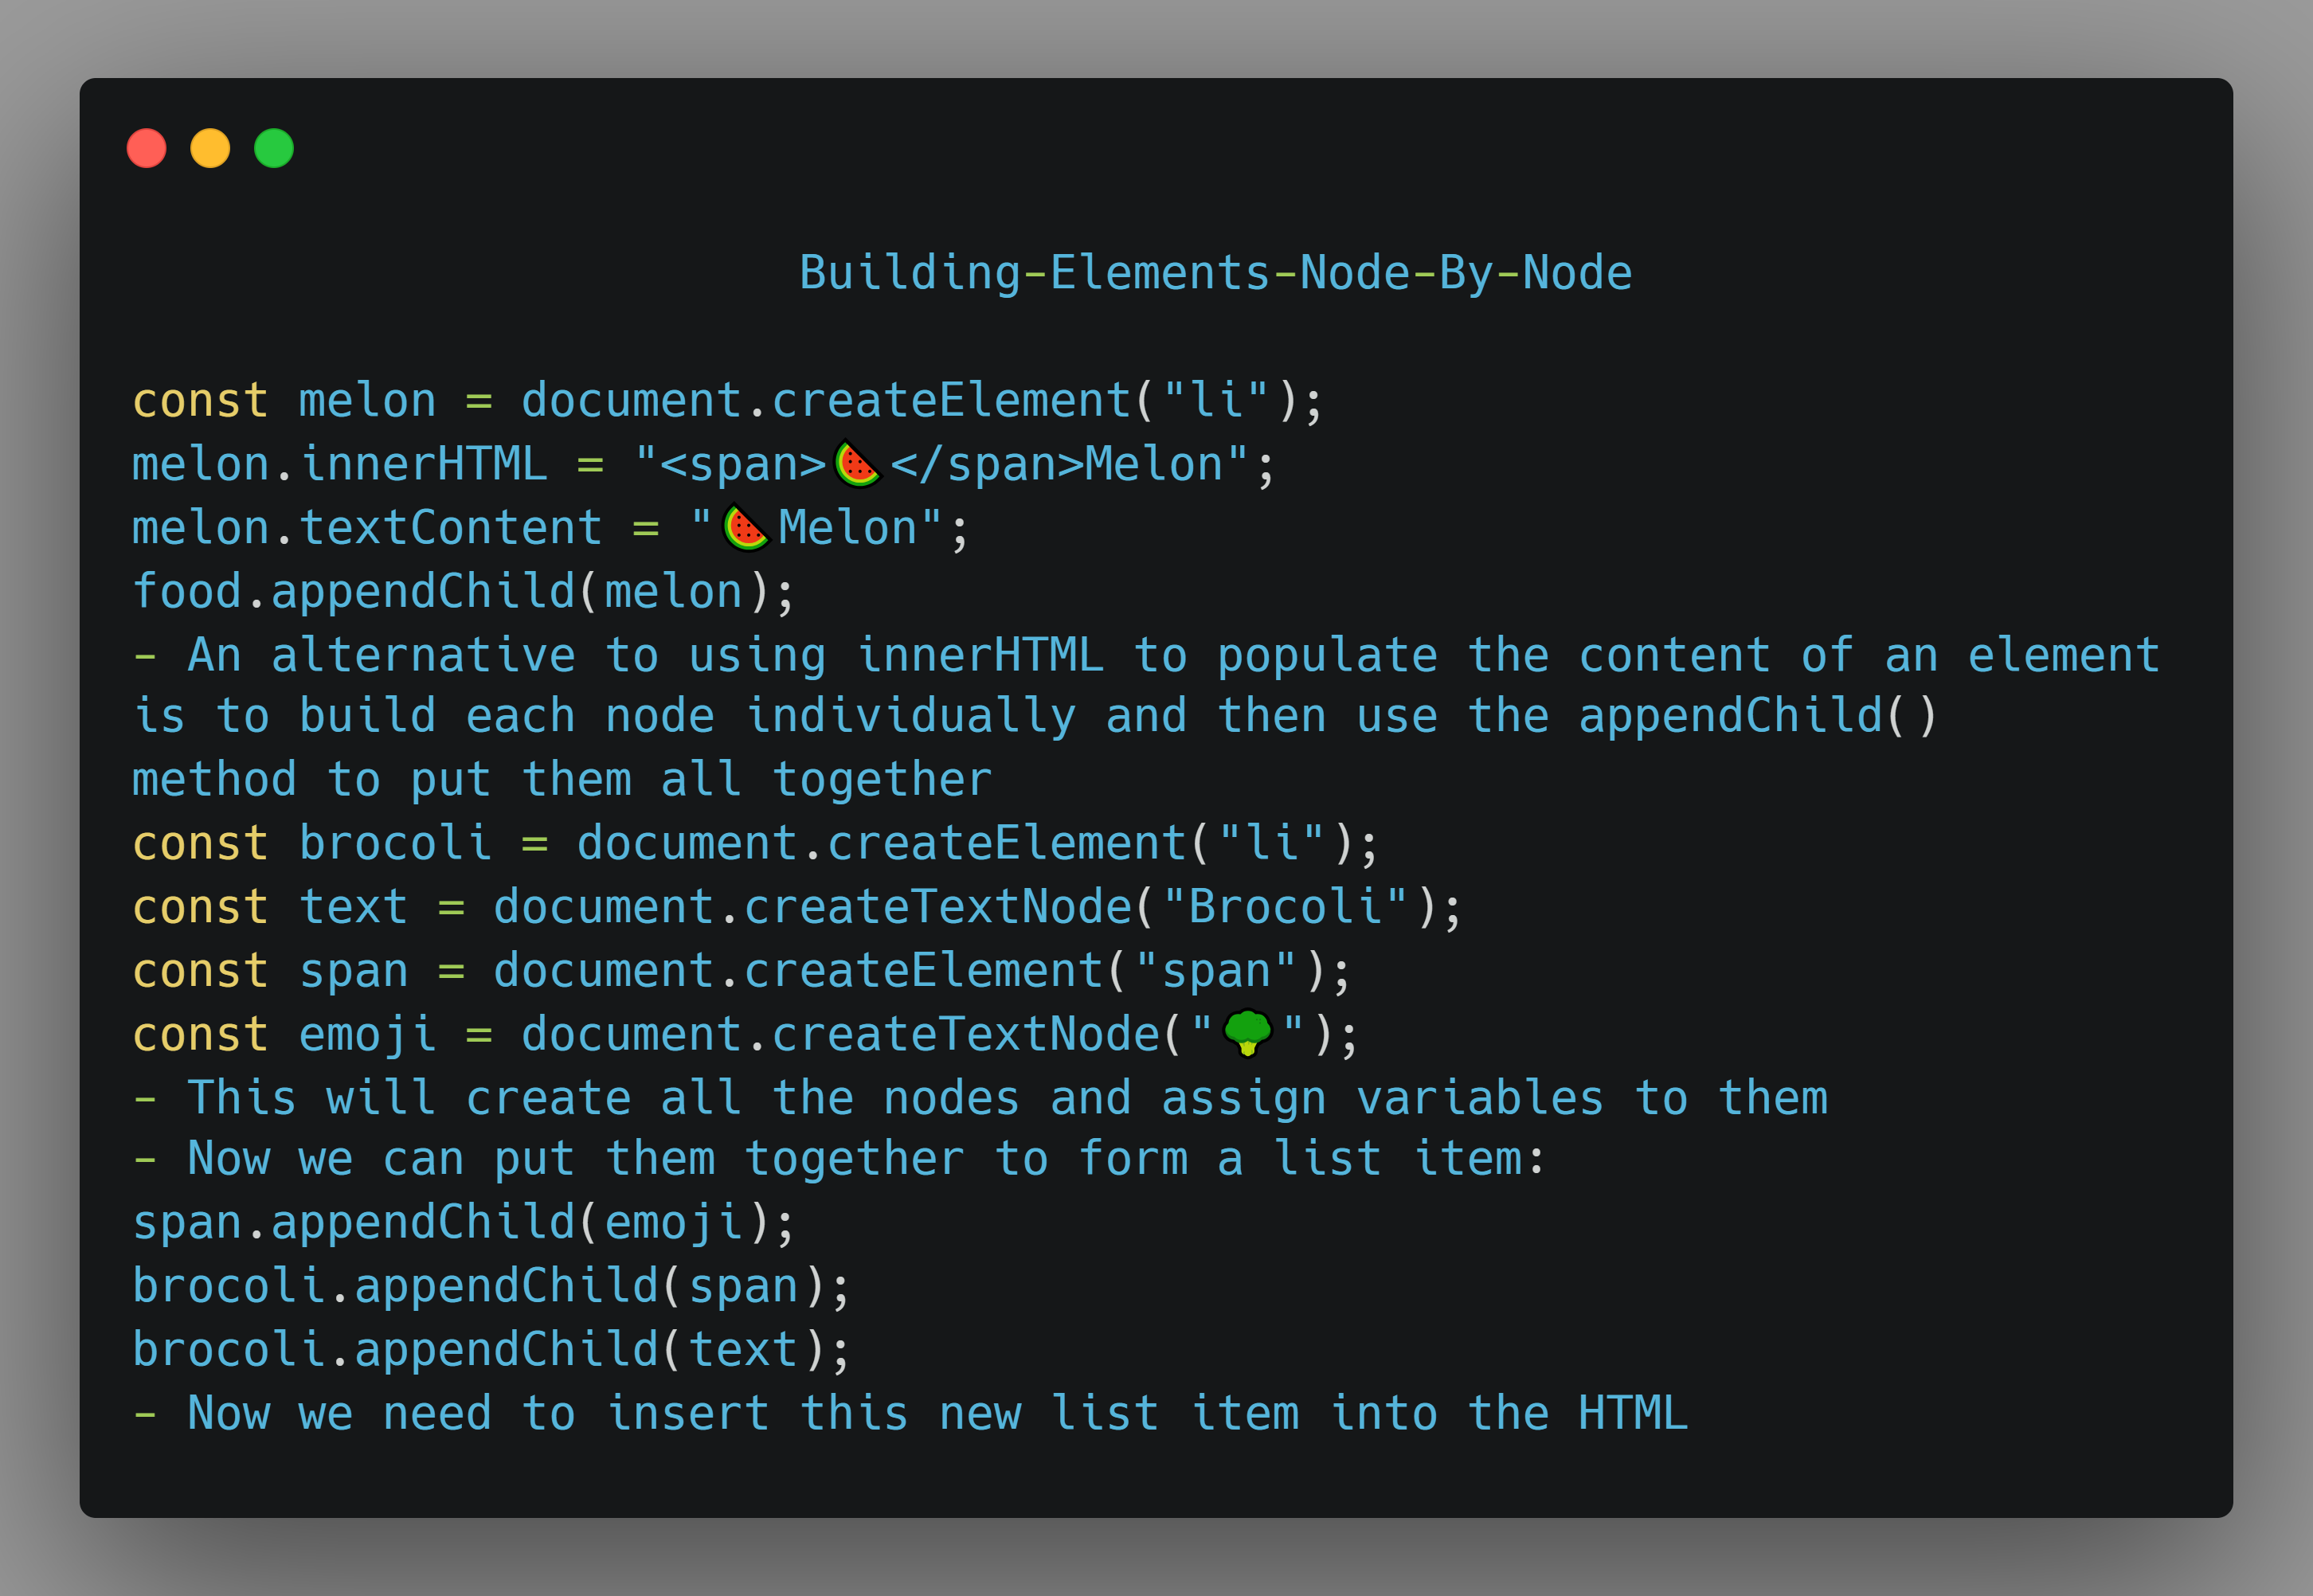 Building-Elements-Node-By-Node
const melon = document.createElement("li");
melon.innerHTML = "<span>🍉</span>Melon";
melon.textContent = "🍉Melon";
food.appendChild(melon);
- An alternative to using innerHTML to populate the content of an element
is to build each node individually and then use the appendChild()
method to put them all together
const brocoli = document.createElement("li");
const text = document.createTextNode("Brocoli");
const span = document.createElement("span");
const emoji = document.createTextNode("🥦");
- This will create all the nodes and assign variables to them
- Now we can put them together to form a list item:
span.appendChild(emoji);
brocoli.appendChild(span);
brocoli.appendChild(text);
- Now we need to insert this new list item into the HTML